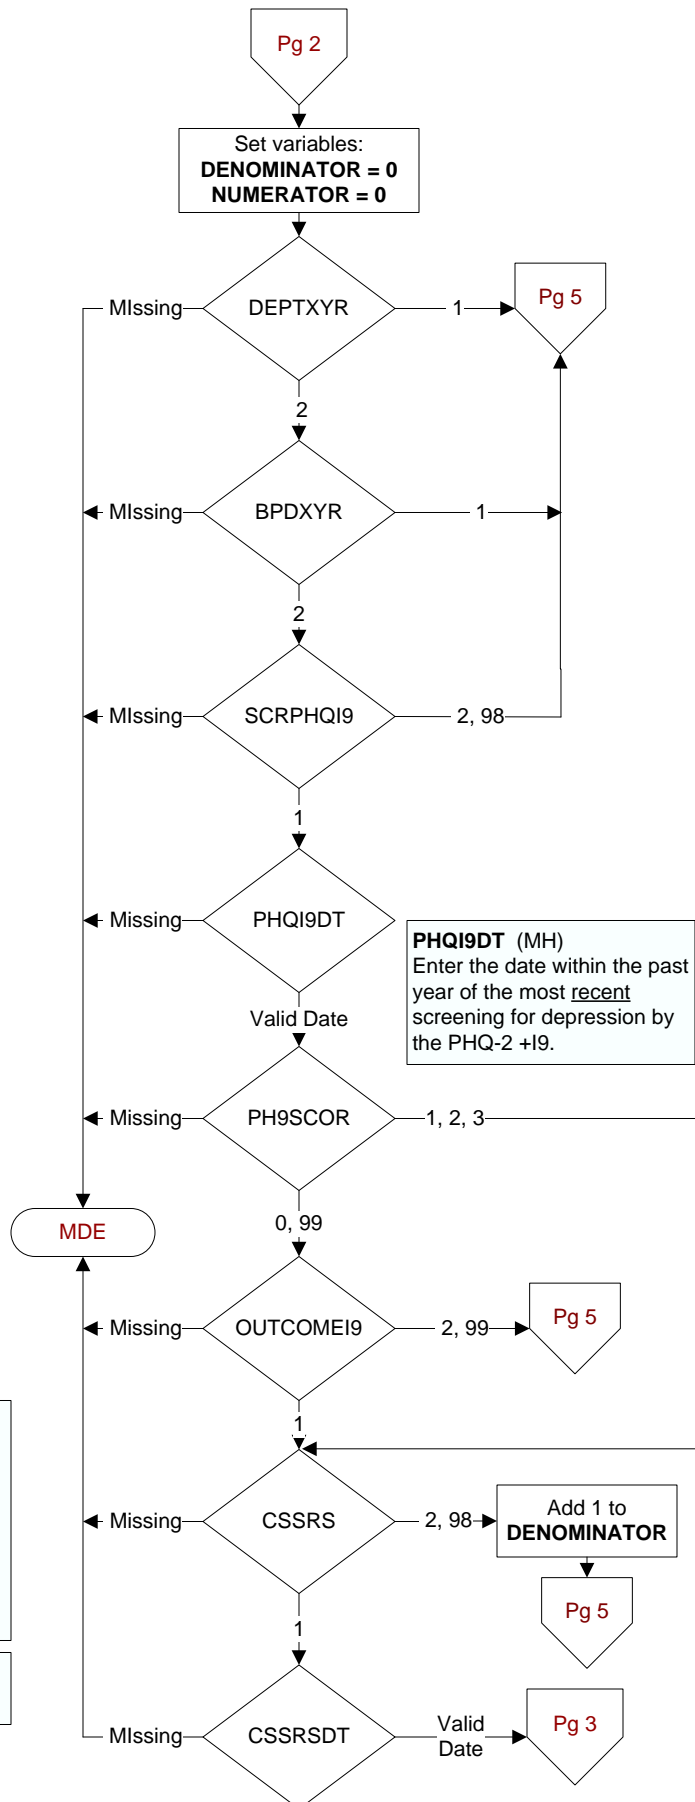 Pg 2
Set variables:
DENOMINATOR = 0
NUMERATOR = 0
MIssing
DEPTXYR
1
Pg 5
2
MIssing
BPDXYR
1
2
MIssing
SCRPHQI9
2, 98
1
Missing
PHQI9DT
PHQI9DT (MH)
Enter the date within the past
year of the most recent
screening for depression by
the PHQ-2 +I9.
Valid Date
Missing
PH9SCOR
1, 2, 3
MDE
0, 99
Missing
OUTCOMEI9
2, 99
Pg 5
1
Missing
CSSRS
2, 98
Add 1 to
DENOMINATOR
Pg 5
1
MIssing
CSSRSDT
Valid
Date
Pg 3